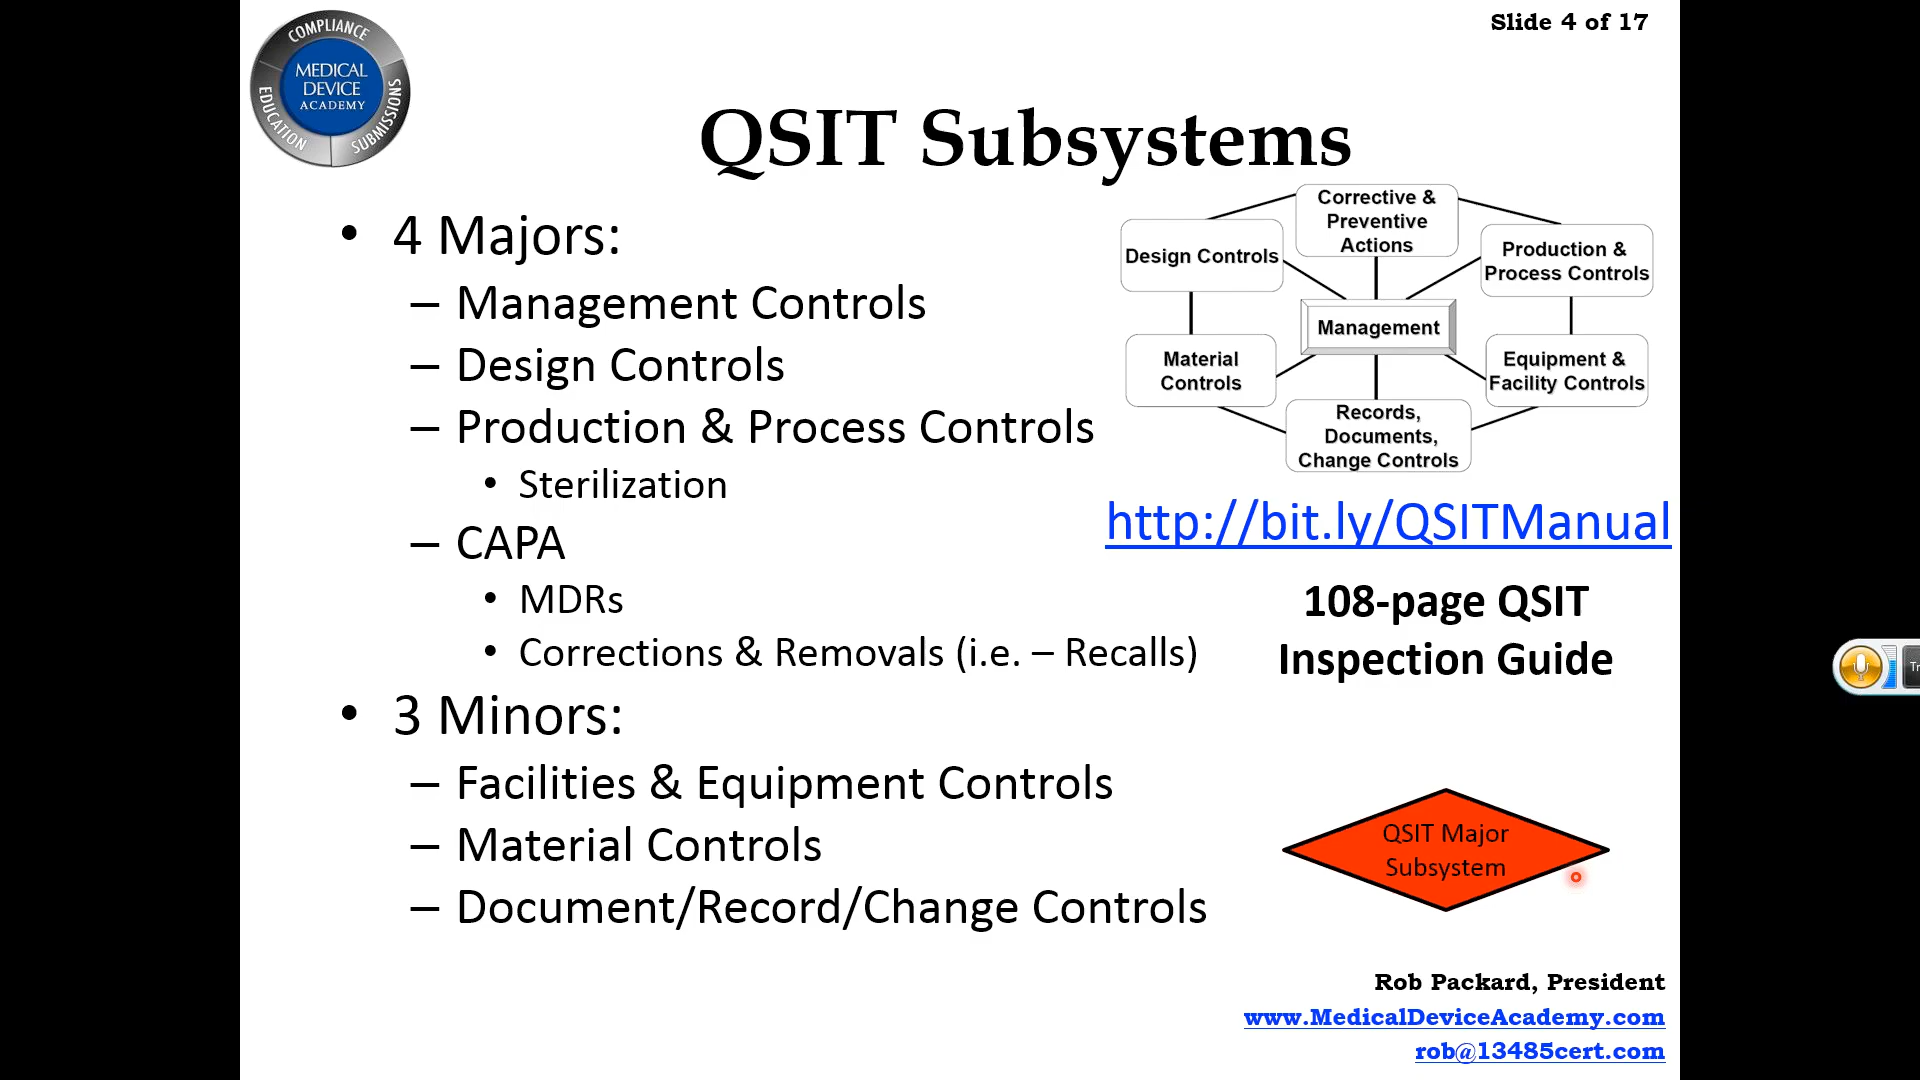 Slide 4 of 17
COMPLIANCE
EDUCATION
SUBMISSIONS
MEDICAL
DEVICE
ACADEMY
QSIT Subsystems
• 4 Majors:
– Management Controls
– Design Controls
– Production & Process Controls
• Sterilization
– CAPA
• MDRs
• Corrections & Removals (i.e. – Recalls)
• 3 Minors:
– Facilities & Equipment Controls
– Material Controls
– Document/Record/Change Controls
Corrective &
Preventive
Actions
Design Controls
Production &
Process Controls
Management
Material
Controls
Equipment &
Facility Controls
Records,
Documents,
Change Controls
http://bit.ly/QSITManual
108-page QSIT
Inspection Guide
QSIT Major
Subsystem
Rob Packard, President
www.MedicalDeviceAcademy.com
rob@13485cert.com